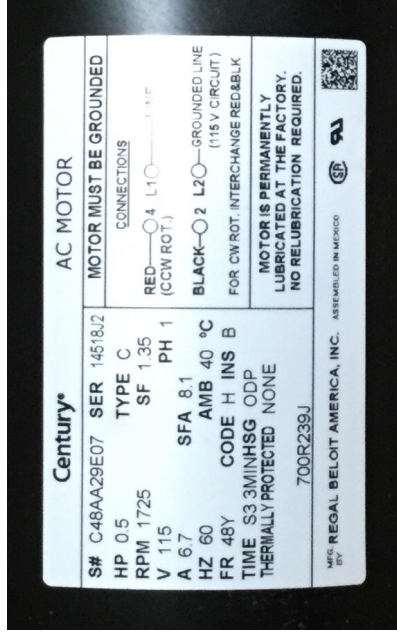 Century® AC MOTOR
S# C48AA29E07 SER 14518J2
HP 0.5 TYPE C
RPM 1725 SF 1.35
V 115 PH 1
A 6.7 SFA 8.1
HZ 60 AMB 40 °C
FR 48Y CODE H INS B
TIME S3 3MIN HSG ODP
THERMALLY PROTECTED NONE
700R239J
MOTOR MUST BE GROUNDED
CONNECTIONS
RED—O 4 L1O— LINE
(CCW ROT.)
BLACK—O 2 L2O—GROUNDED LINE
(115 V CIRCUIT)
FOR CW ROT. INTERCHANGE RED&BLK
MOTOR IS PERMANENTLY
LUBRICATED AT THE FACTORY.
NO RELUBRICATION REQUIRED.
MFG. BY REGAL BELOIT AMERICA, INC. ASSEMBLED IN MEXICO